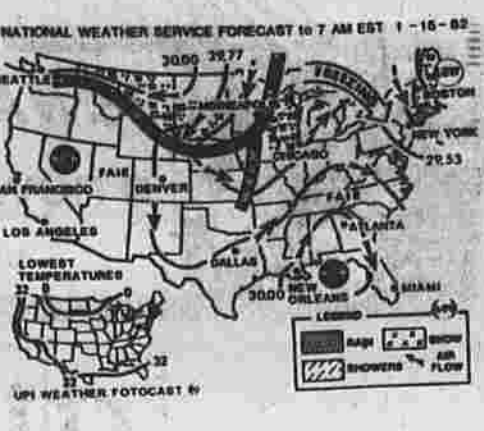 NATIONAL WEATHER SERVICE FORECAST to 7 AM EST 1 - 15 - 82
30.00 29.77
SEATTLE
FREEZING
LOW
BOSTON
MINNEAPOLIS
NEW YORK
CHICAGO
29.53
FAIR
SAN FRANCISCO
DENVER
FAIR
LOS ANGELES
ATLANTA
DALLAS
LOWEST
TEMPERATURES
32 0
0
30.00
NEW
ORLEANS
MIAMI
LEGEND
RAIN
SNOW
SHOWERS
AIR
FLOW
32
32
UPI WEATHER FOTOCAST ®